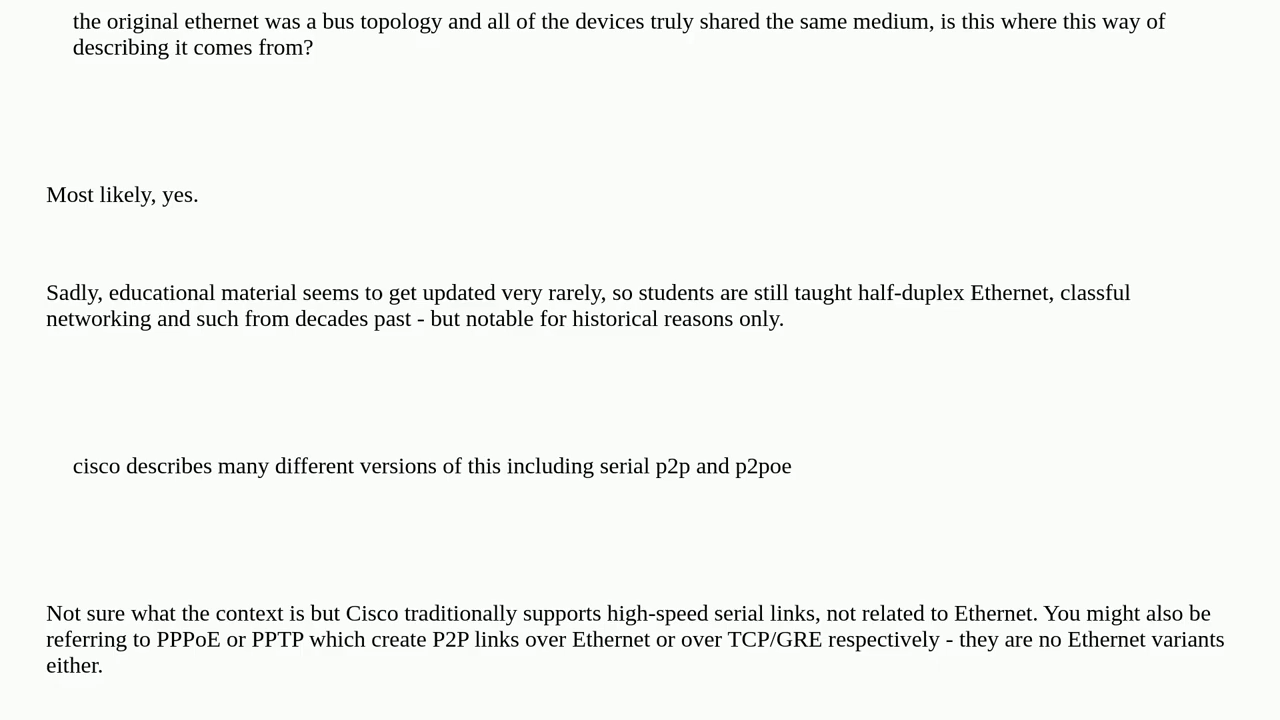 the original ethernet was a bus topology and all of the devices truly shared the same medium, is this where this way of
describing it comes from?
Most likely, yes.
Sadly, educational material seems to get updated very rarely, so students are still taught half-duplex Ethernet, classful
networking and such from decades past - but notable for historical reasons only.
cisco describes many different versions of this including serial p2p and p2poe
Not sure what the context is but Cisco traditionally supports high-speed serial links, not related to Ethernet. You might also be
referring to PPPoE or PPTP which create P2P links over Ethernet or over TCP/GRE respectively - they are no Ethernet variants
either.